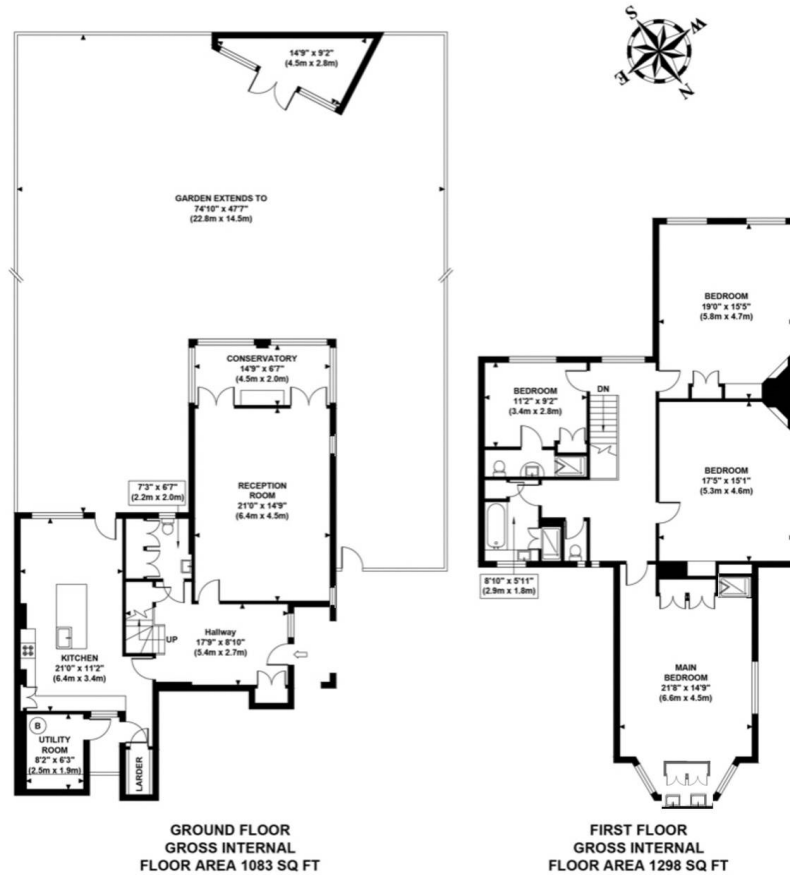 S
W
E
N
14'9" x 9'2"
(4.5m x 2.8m)
GARDEN EXTENDS TO
74'10" x 47'7"
(22.8m x 14.5m)
CONSERVATORY
14'9" x 6'7"
(4.5m x 2.0m)
7'3" x 6'7"
(2.2m x 2.0m)
RECEPTION
ROOM
21'0" x 14'9"
(6.4m x 4.5m)
UP
Hallway
17'9" x 8'10"
(5.4m x 2.7m)
KITCHEN
21'0" x 11'2"
(6.4m x 3.4m)
B
UTILITY
ROOM
8'2" x 6'3"
(2.5m x 1.9m)
LARDER
GROUND FLOOR
GROSS INTERNAL
FLOOR AREA 1083 SQ FT
BEDROOM
19'0" x 15'5"
(5.8m x 4.7m)
BEDROOM
11'2" x 9'2"
(3.4m x 2.8m)
DN
BEDROOM
17'5" x 15'1"
(5.3m x 4.6m)
8'10" x 5'11"
(2.9m x 1.8m)
MAIN
BEDROOM
21'8" x 14'9"
(6.6m x 4.5m)
FIRST FLOOR
GROSS INTERNAL
FLOOR AREA 1298 SQ FT